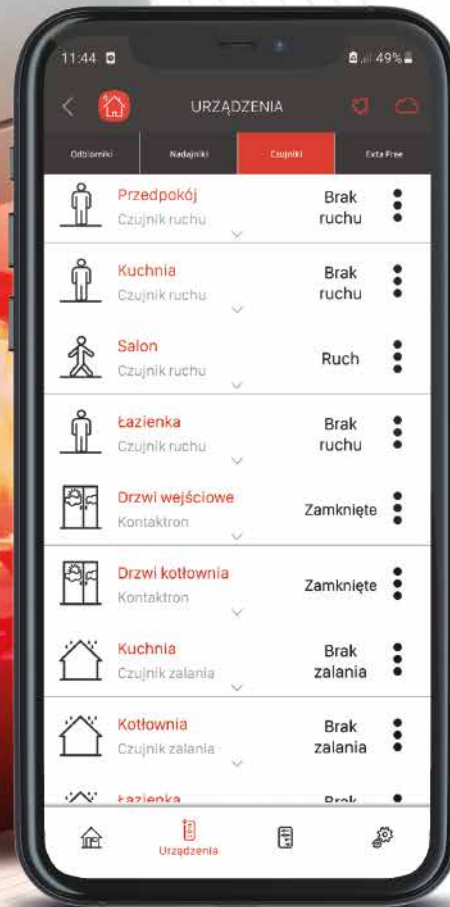 11:44
49%
URZĄDZENIA
Odbiorniki Nadajniki Czujniki Exta Free
Przedpokój
Czujnik ruchu
Brak
ruchu
Kuchnia
Czujnik ruchu
Brak
ruchu
Salon
Czujnik ruchu
Ruch
Łazienka
Czujnik ruchu
Brak
ruchu
Drzwi wejściowe
Kontaktron
Zamknięte
Drzwi kotłownia
Kontaktron
Zamknięte
Kuchnia
Czujnik zalania
Brak
zalania
Kotłownia
Czujnik zalania
Brak
zalania
Łazienka
Brak
Urządzenia